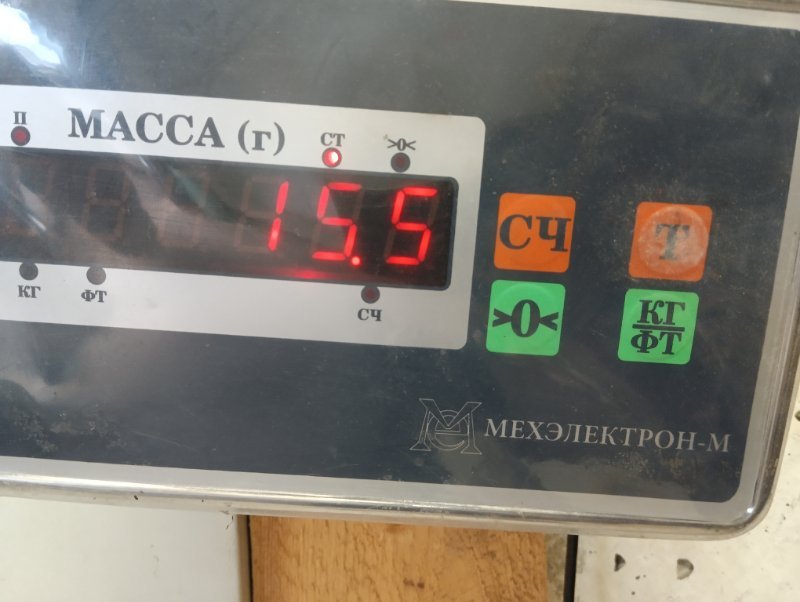 П
МАССА (г)
СТ
>0<
15.5
КГ
ФТ
СЧ
СЧ
Т
>0<
КГ
ФТ
МЕХЭЛЕКТРОН-М